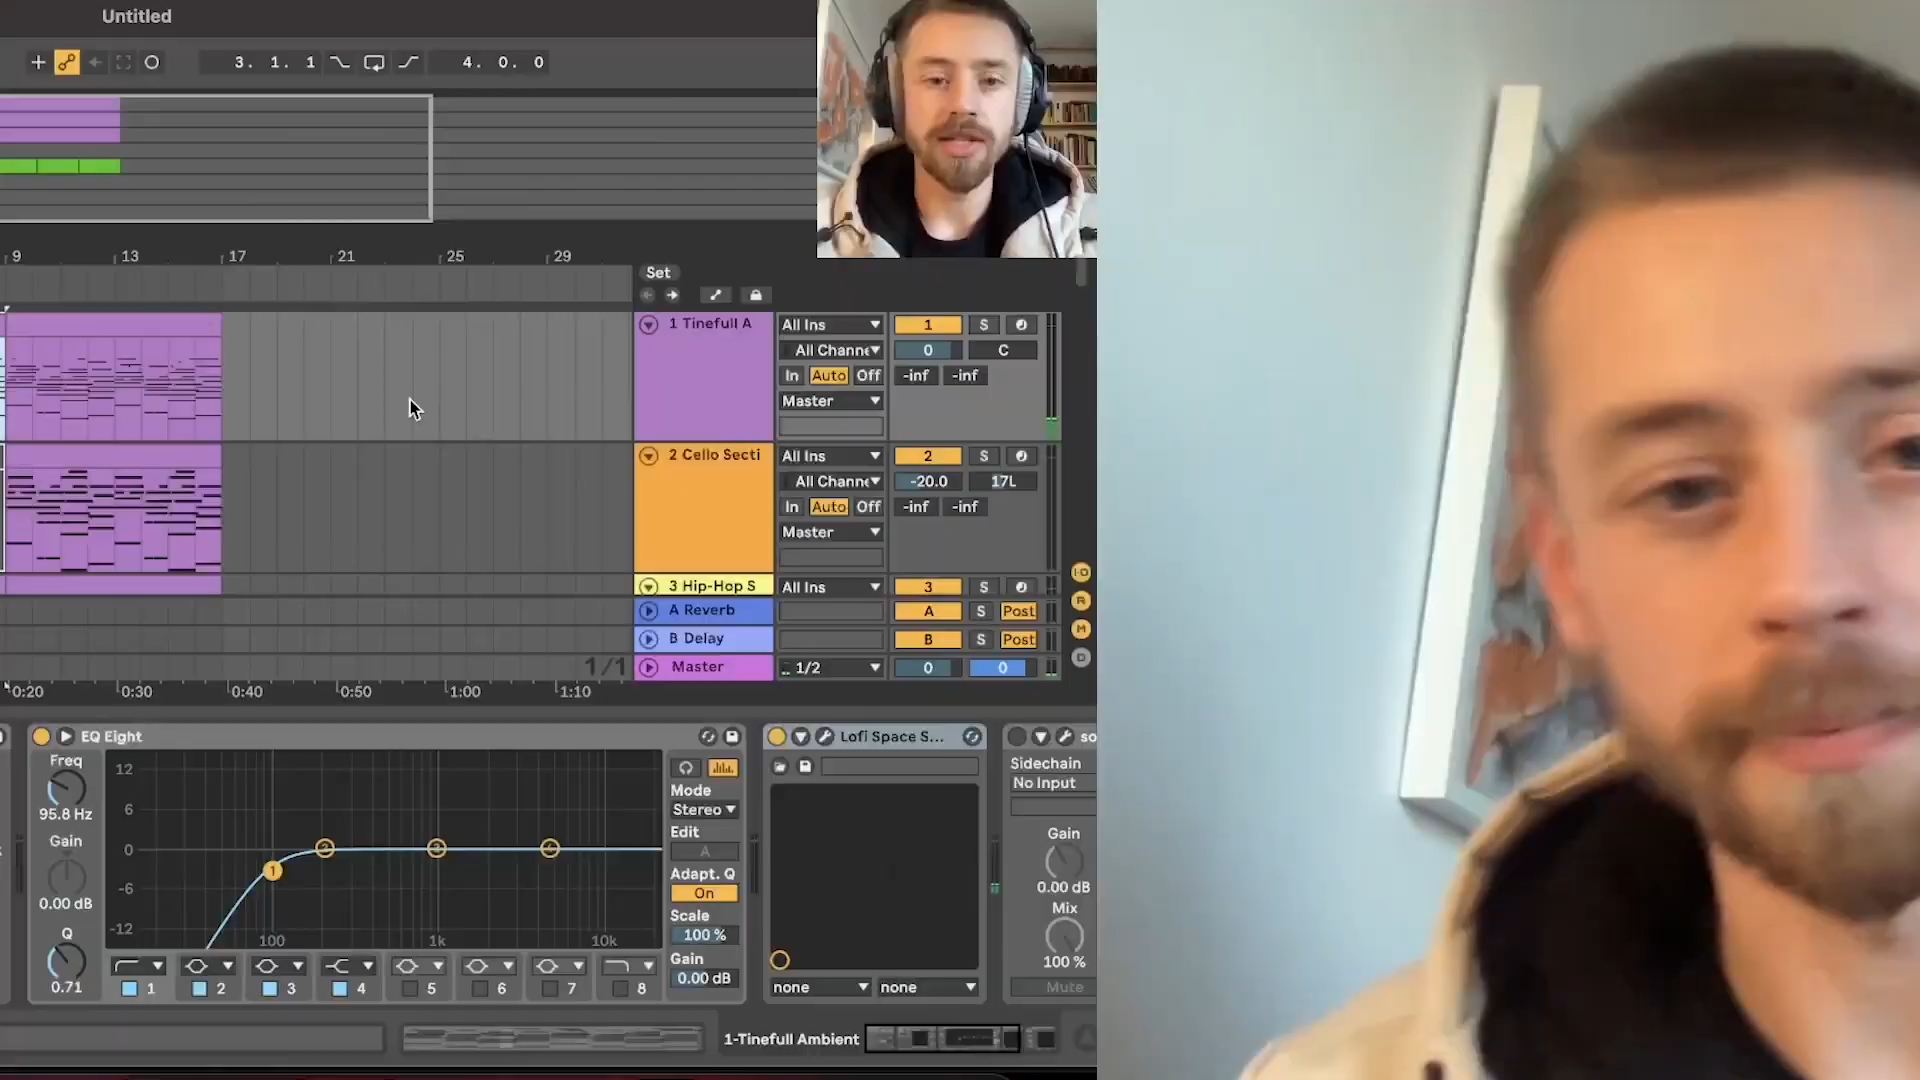 Untitled
3. 1. 1
4. 0. 0
9 13 17 21 25 29
Set
1 Tinefull A
All Ins
1 S
All Channe
0 C
In Auto Off
-inf -inf
Master
2 Cello Secti
All Ins
2 S
All Channe
-20.0 17L
In Auto Off
-inf -inf
Master
3 Hip-Hop S
All Ins
3 S
A Reverb
A S Post
B Delay
B S Post
Master
1/2
0 0
1/1
I·O
R
M
D
0:20 0:30 0:40 0:50 1:00 1:10
EQ Eight
Freq
95.8 Hz
Gain
0.00 dB
Q
0.71
12
6
0
-6
-12
100 1k 10k
1 2 3 4
1 2 3 4 5 6 7 8
Mode
Stereo
Edit
A
Adapt. Q
On
Scale
100 %
Gain
0.00 dB
Lofi Space S...
none none
so
Sidechain
No Input
Gain
0.00 dB
Mix
100 %
Mute
1-Tinefull Ambient